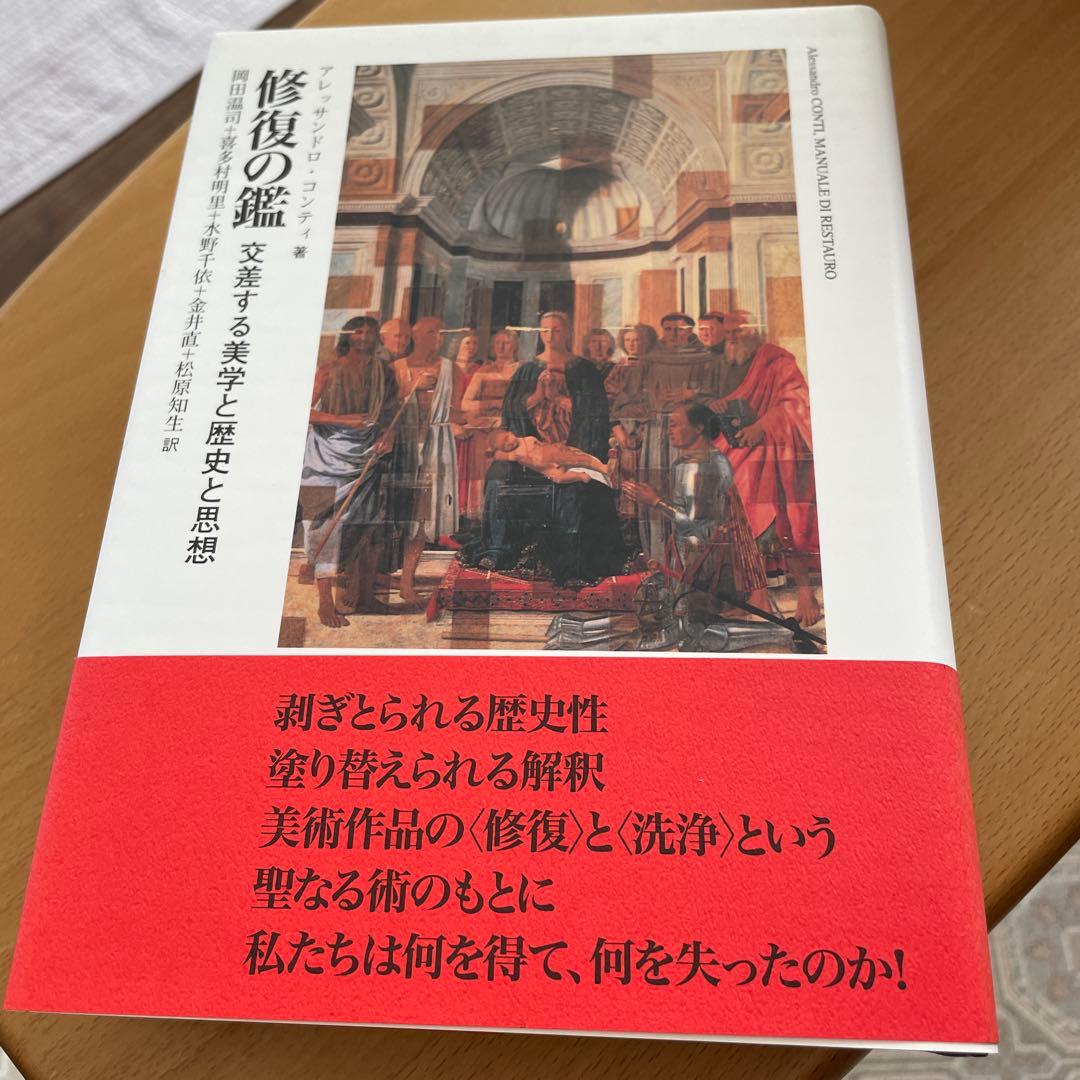 Alessandro CONTI, MANUALE DI RESTAURO
アレッサンドロ・コンティ 著
修復の鑑
交差する美学と歴史と思想
岡田温司+喜多村明里+水野千依+金井直+松原知生 訳
剥ぎとられる歴史性
塗り替えられる解釈
美術作品の〈修復〉と〈洗浄〉という
聖なる術のもとに
私たちは何を得て、何を失ったのか!